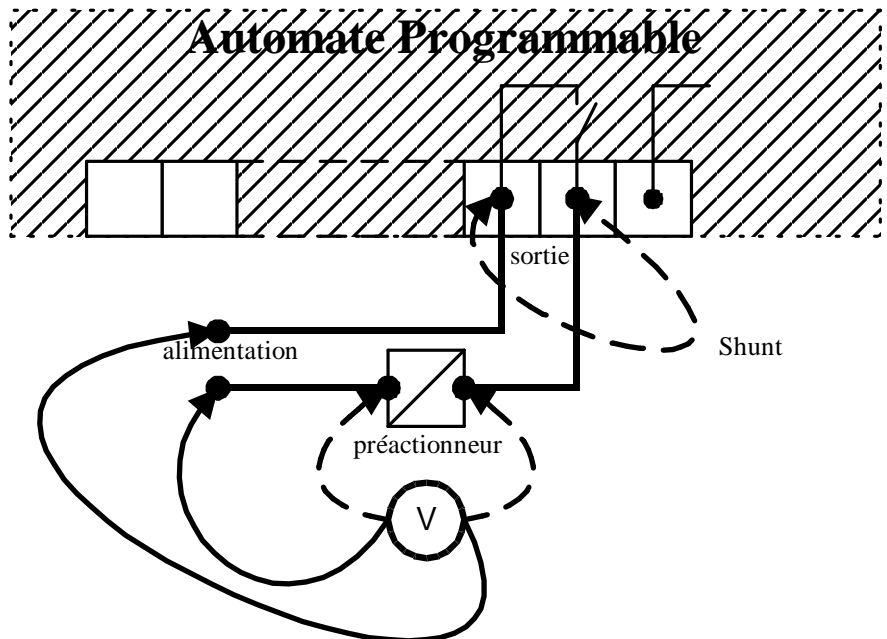 Automate Programmable
sortie
alimentation
Shunt
préactionneur
V